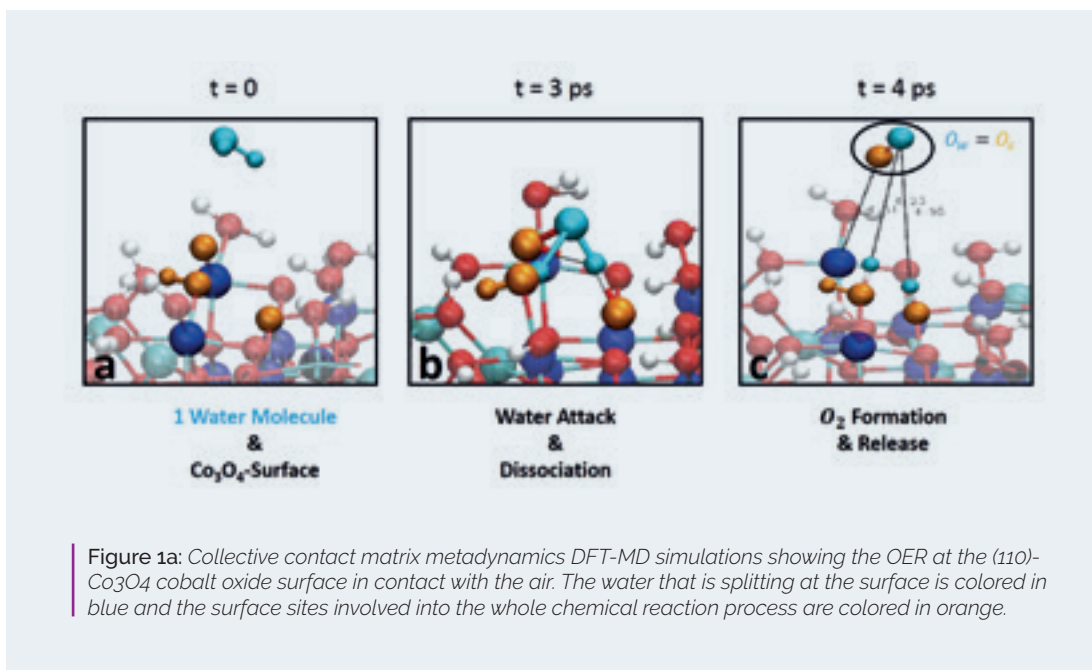 t = 0
t = 3 ps
t = 4 ps
O_w = O_s
a
b
c
1 Water Molecule
&
Co₃O₄-Surface
Water Attack
&
Dissociation
O₂ Formation
& Release
Figure 1a: Collective contact matrix metadynamics DFT-MD simulations showing the OER at the (110)-
Co3O4 cobalt oxide surface in contact with the air. The water that is splitting at the surface is colored in
blue and the surface sites involved into the whole chemical reaction process are colored in orange.